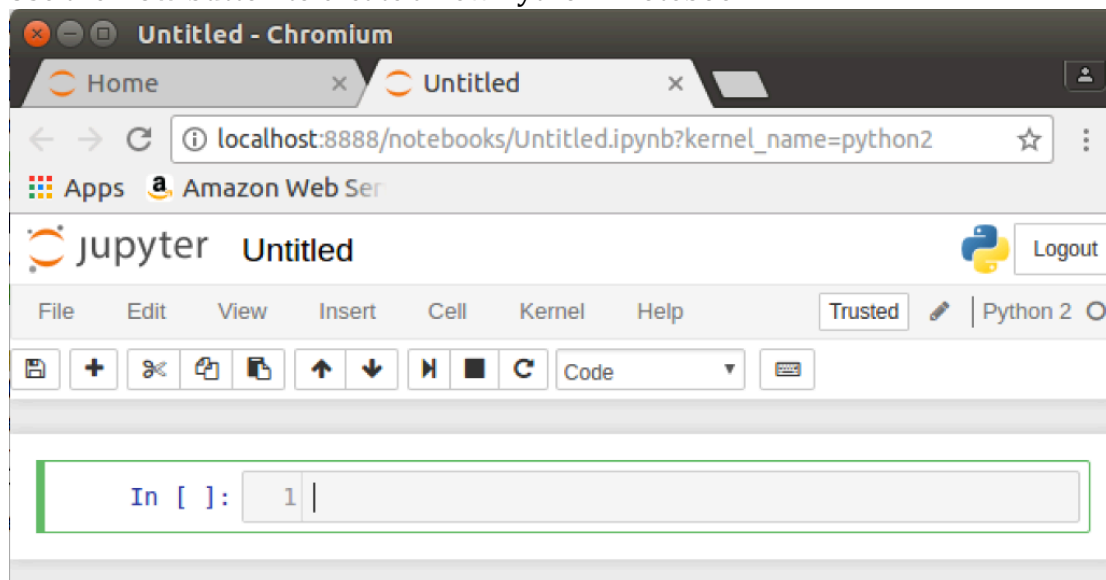 Untitled - Chromium
Home × Untitled ×
localhost:8888/notebooks/Untitled.ipynb?kernel_name=python2
Apps a Amazon Web Ser
jupyter Untitled Logout
File Edit View Insert Cell Kernel Help Trusted Python 2
Code
In [ ]: 1